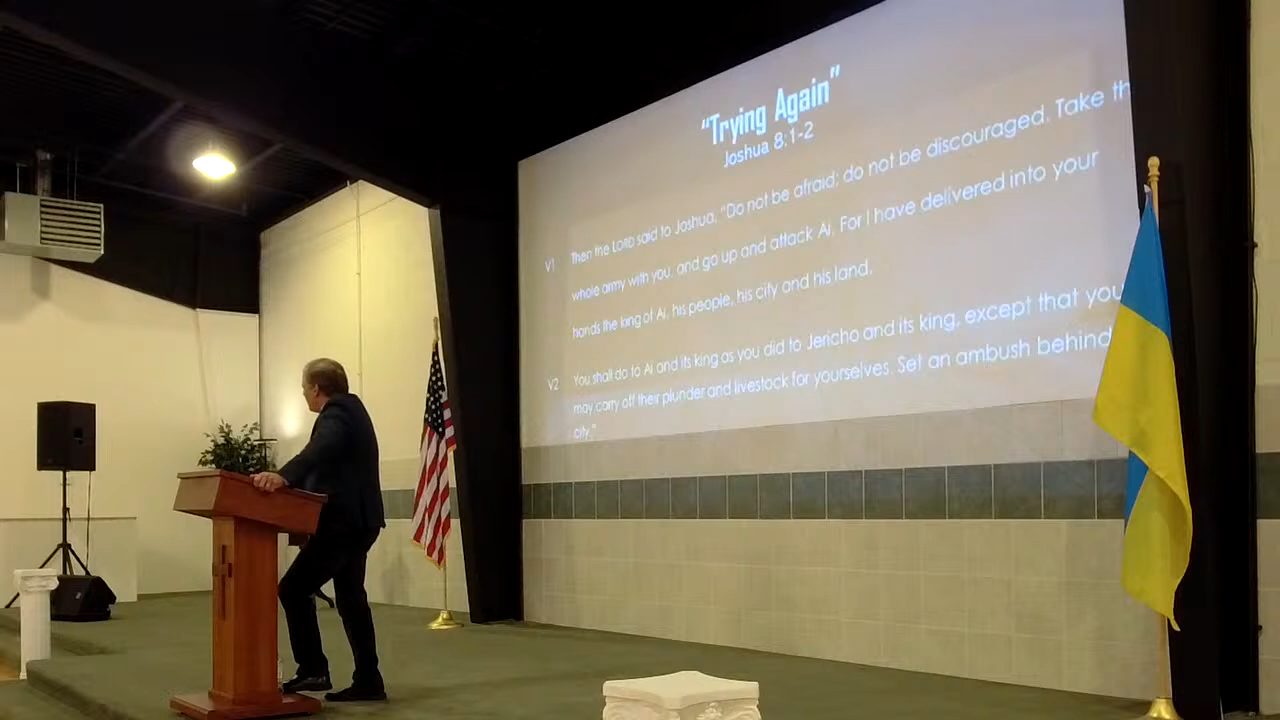 "Trying Again"
Joshua 8:1-2
V1 Then the LORD said to Joshua, "Do not be afraid; do not be discouraged. Take th
whole army with you, and go up and attack Ai. For I have delivered into your
hands the king of Ai, his people, his city and his land.
V2 You shall do to Ai and its king as you did to Jericho and its king, except that you
may carry off their plunder and livestock for yourselves. Set an ambush behind
city."